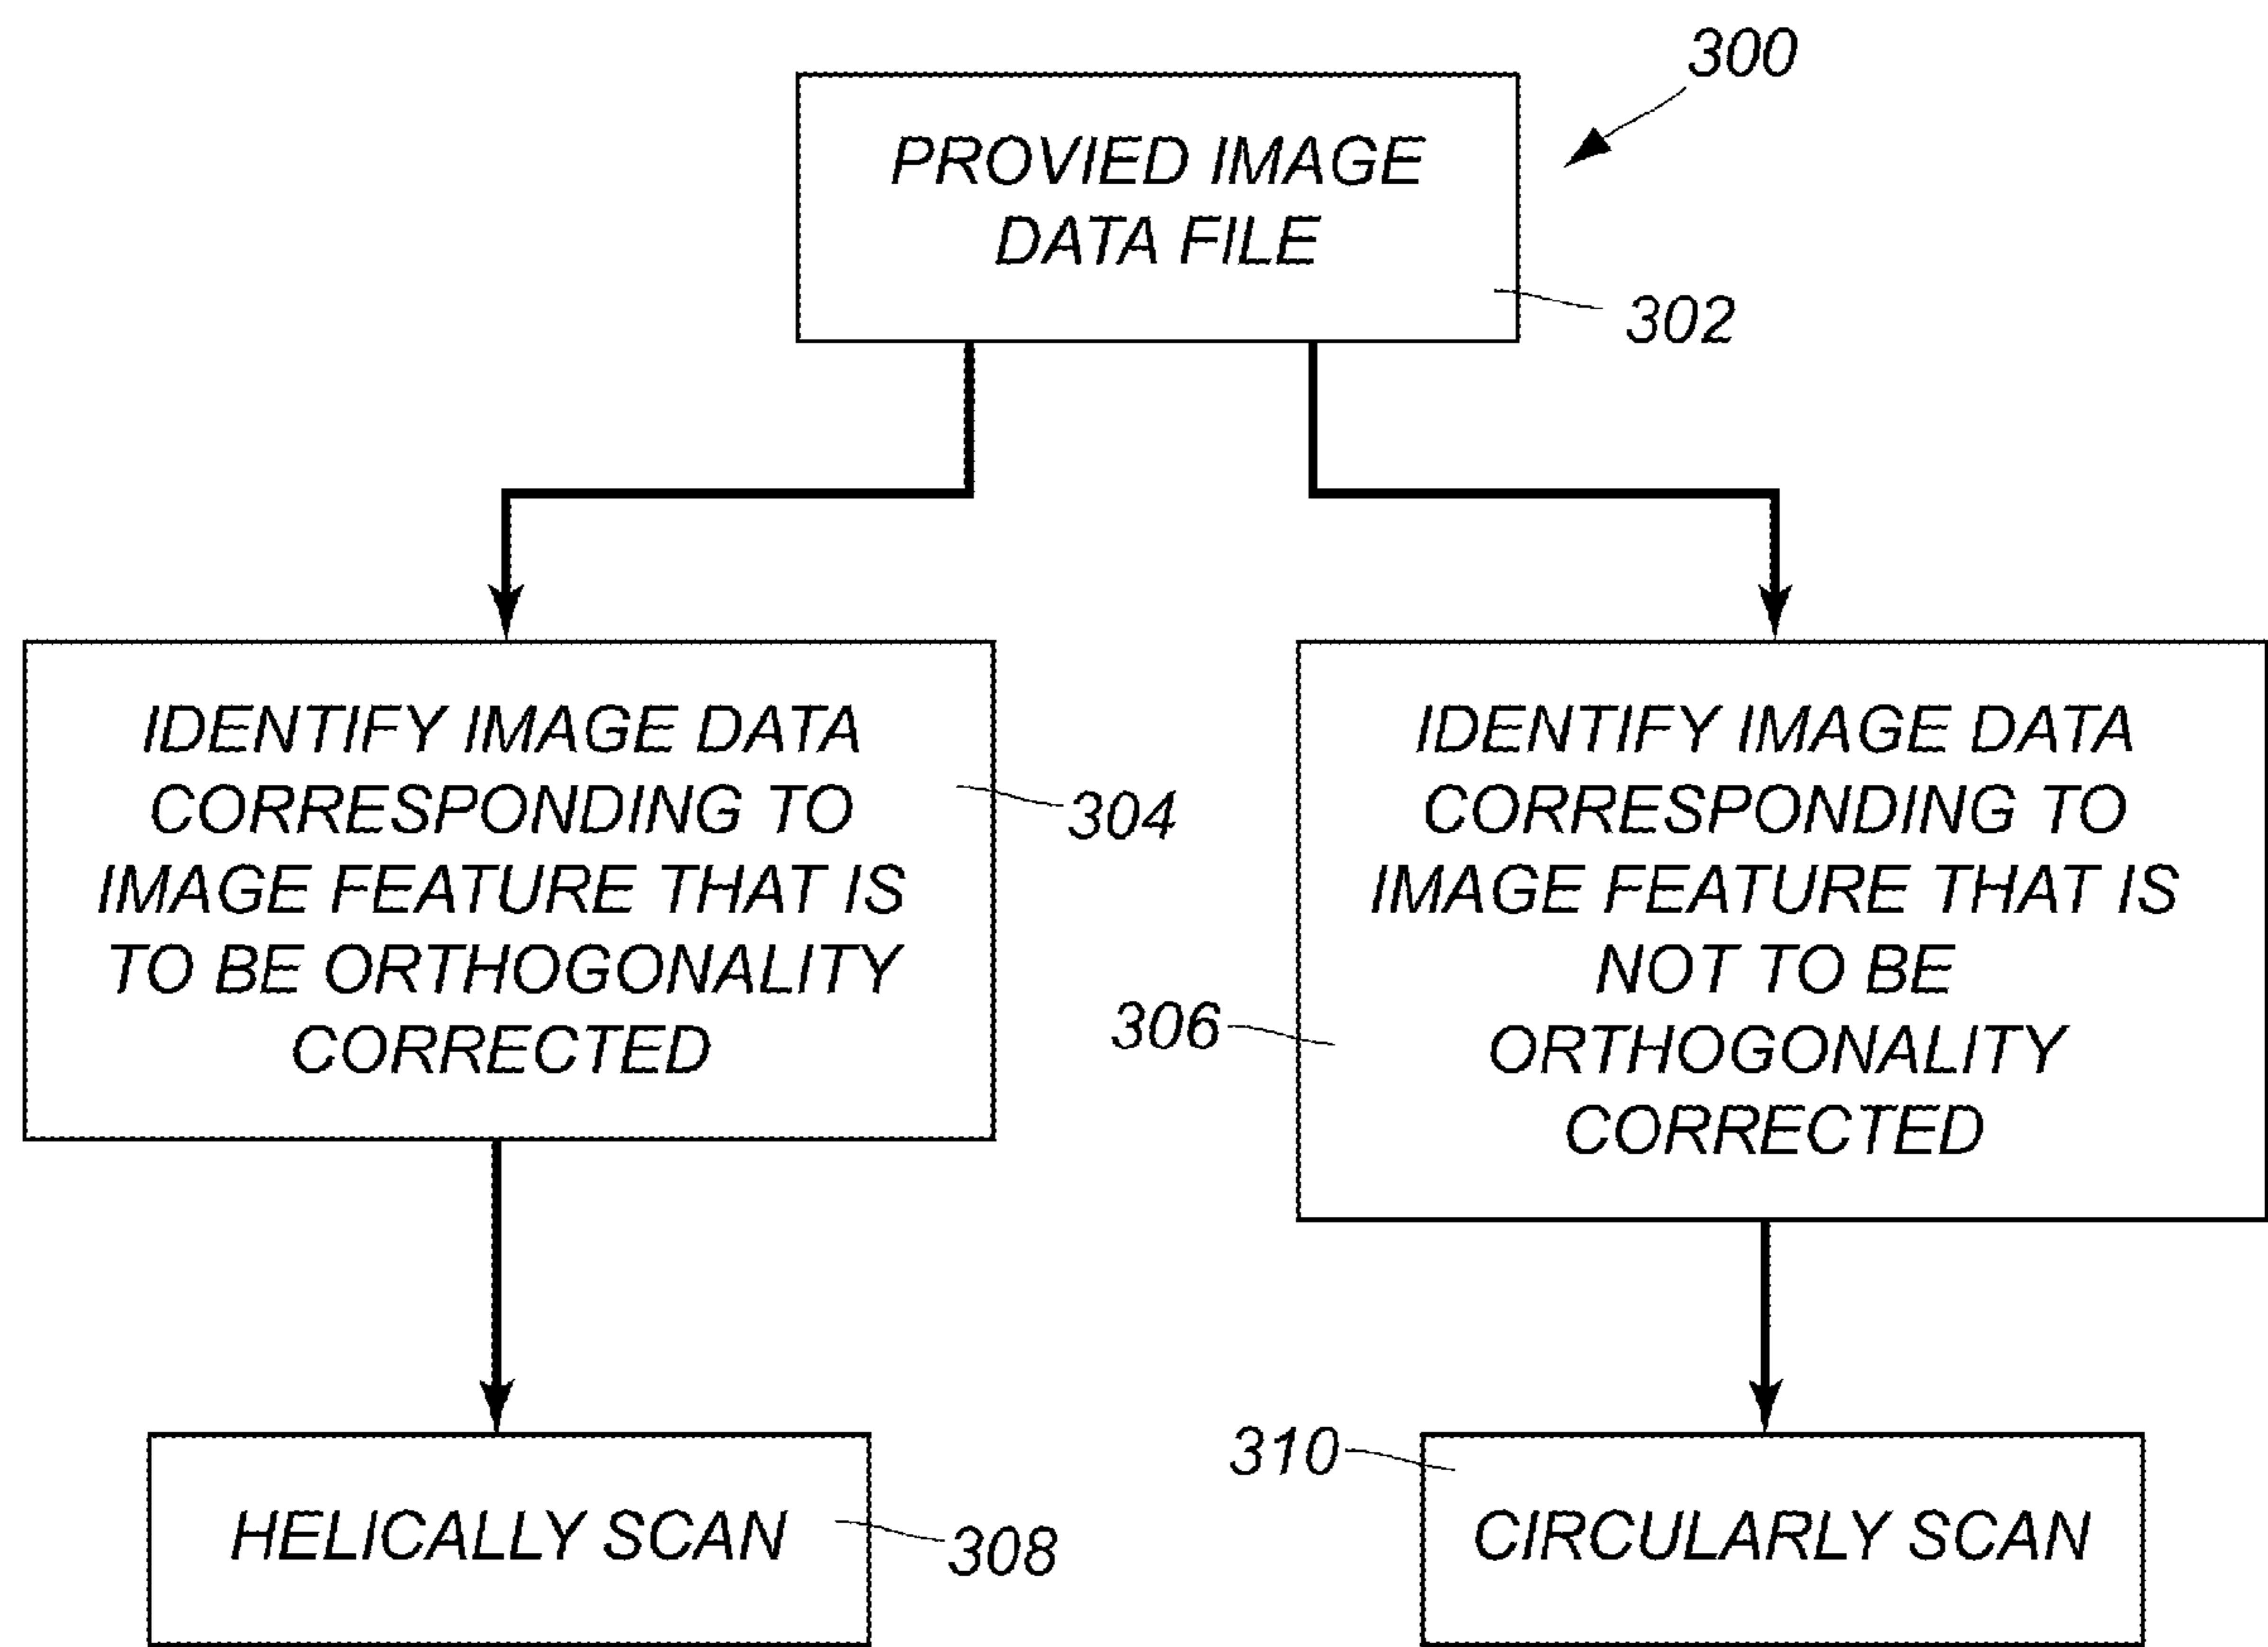 300
PROVIED IMAGE
DATA FILE
302
IDENTIFY IMAGE DATA
CORRESPONDING TO
IMAGE FEATURE THAT IS
TO BE ORTHOGONALITY
CORRECTED
304
IDENTIFY IMAGE DATA
CORRESPONDING TO
IMAGE FEATURE THAT IS
NOT TO BE
ORTHOGONALITY
CORRECTED
306
HELICALLY SCAN
308
310
CIRCULARLY SCAN